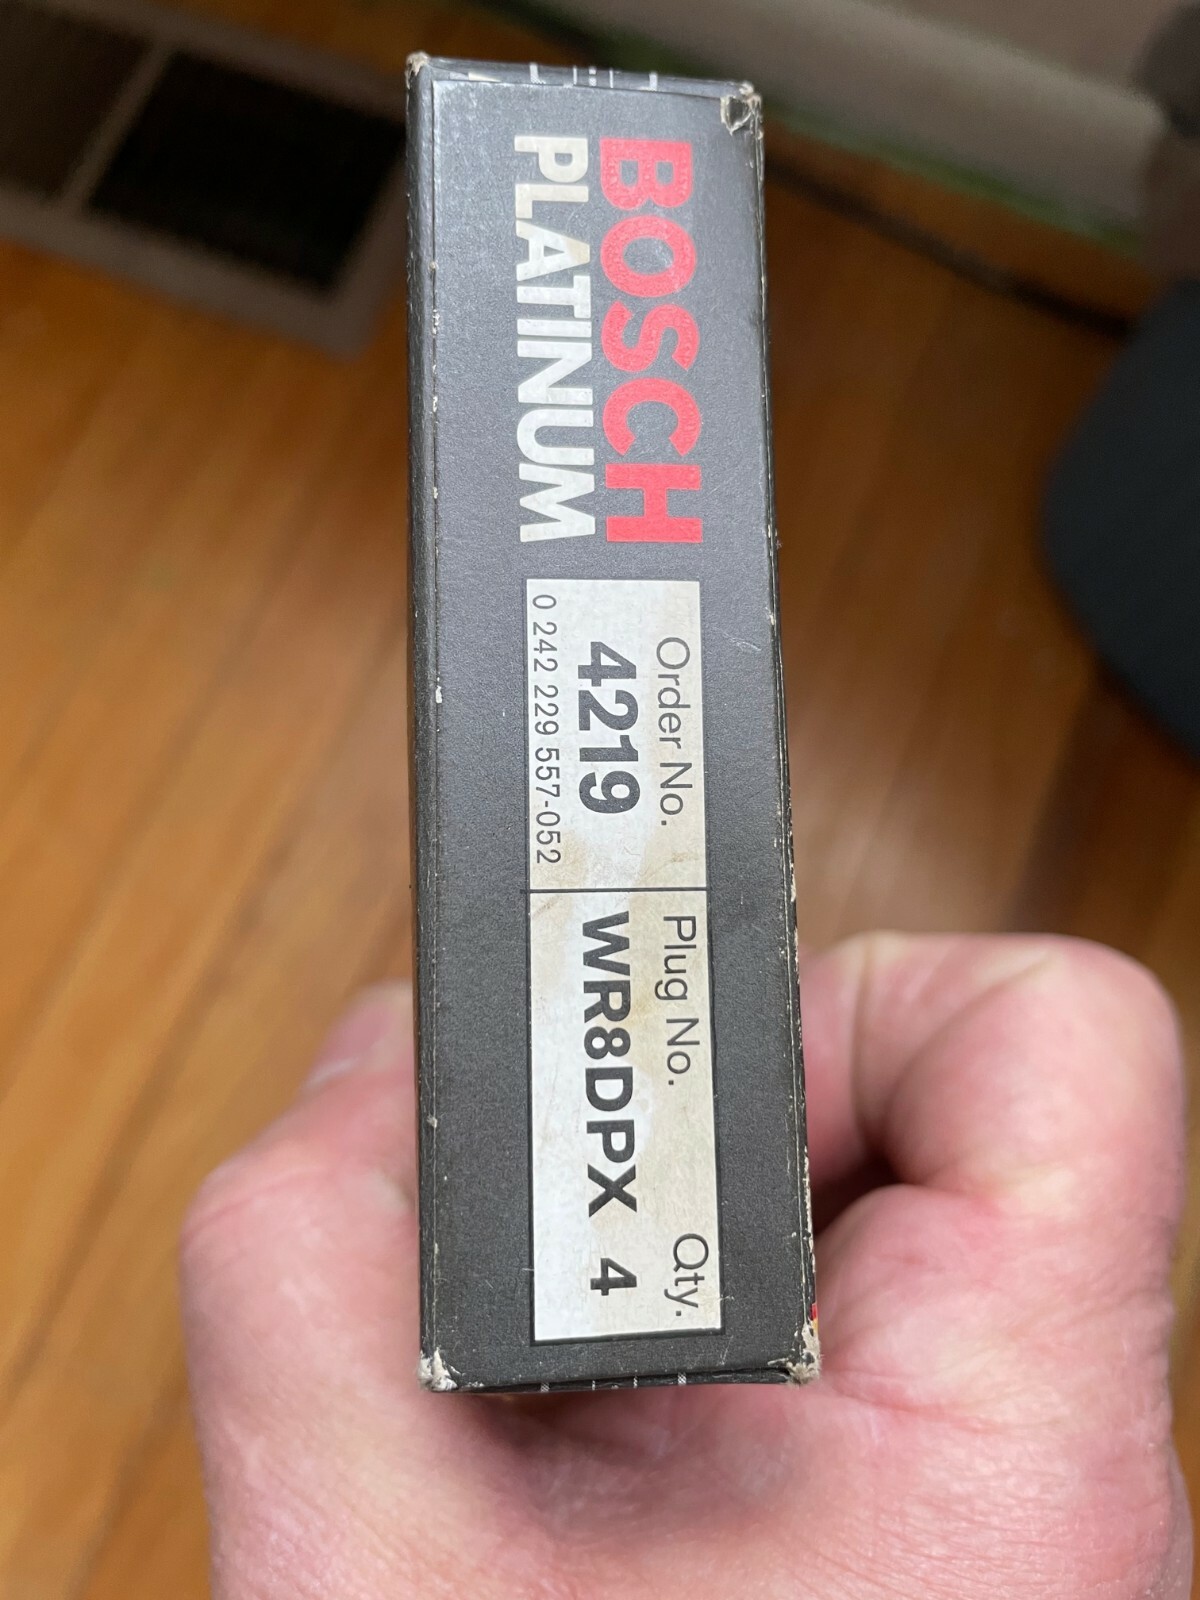 BOSCH
PLATINUM
Order No.
4219
0 242 229 557-052
Plug No. Qty.
WR8DPX 4